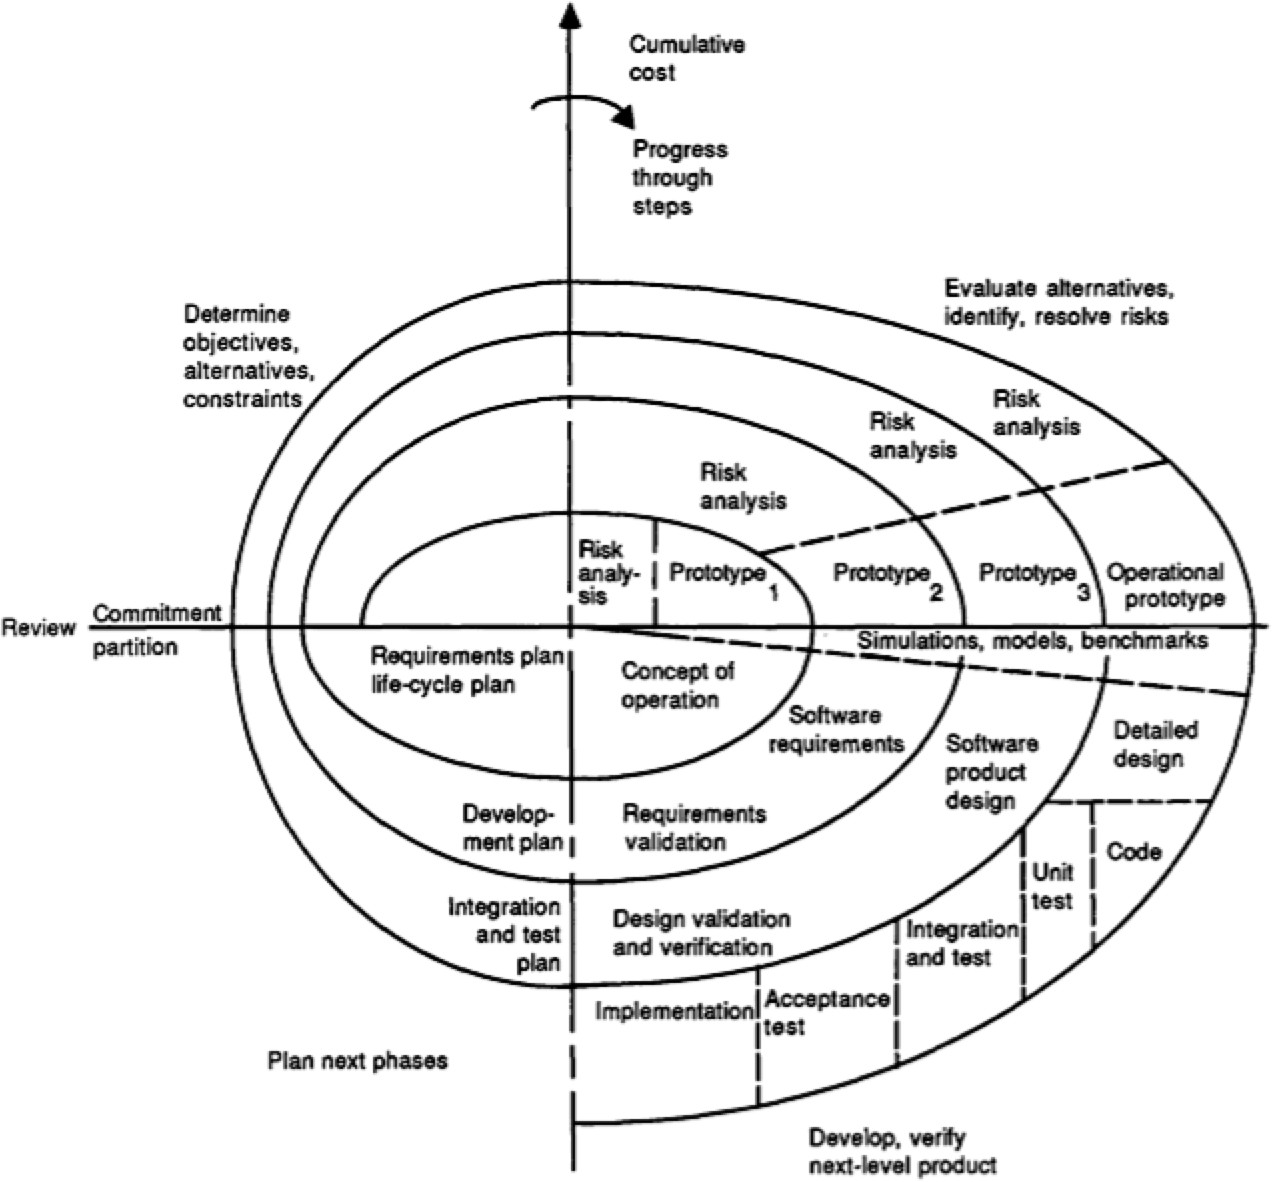 Cumulative
cost
Progress
through
steps
Evaluate alternatives,
identify, resolve risks
Determine
objectives,
alternatives,
constraints
Risk
analysis
Risk
analysis
Risk
analysis
Risk
analy-
sis
Prototype 1
Prototype 2
Prototype 3
Operational
prototype
Review
Commitment
partition
Simulations, models, benchmarks
Requirements plan
life-cycle plan
Concept of
operation
Software
requirements
Software
product
design
Detailed
design
Develop-
ment plan
Requirements
validation
Code
Unit
test
Integration
and test
plan
Design validation
and verification
Integration
and test
Implementation
Acceptance
test
Plan next phases
Develop, verify
next-level product